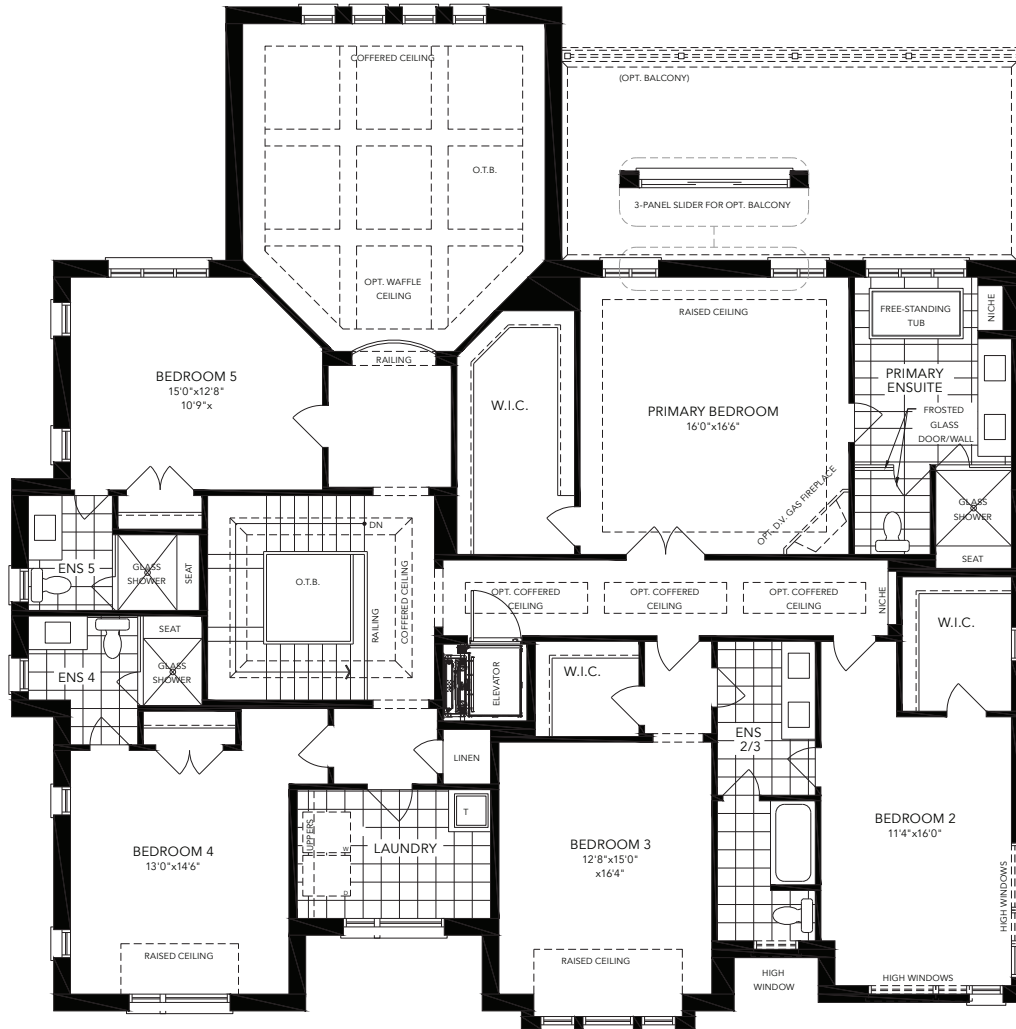 COFFERED CEILING
(OPT. BALCONY)
O.T.B.
3-PANEL SLIDER FOR OPT. BALCONY
OPT. WAFFLE
CEILING
RAILING
RAISED CEILING
FREE-STANDING
TUB
NICHE
BEDROOM 5
15'0"x12'8"
10'9"x
W.I.C.
PRIMARY BEDROOM
16'0"x16'6"
PRIMARY
ENSUITE
FROSTED
GLASS
DOOR/WALL
OPT. D.V. GAS FIREPLACE
GLASS
SHOWER
SEAT
DN
O.T.B.
RAILING
COFFERED CEILING
ENS 5
GLASS
SHOWER
SEAT
OPT. COFFERED
CEILING
OPT. COFFERED
CEILING
OPT. COFFERED
CEILING
NICHE
W.I.C.
SEAT
GLASS
SHOWER
ENS 4
ELEVATOR
W.I.C.
ENS
2/3
LINEN
UPPERS
W
D
T
LAUNDRY
BEDROOM 4
13'0"x14'6"
BEDROOM 3
12'8"x15'0"
x16'4"
BEDROOM 2
11'4"x16'0"
HIGH WINDOWS
RAISED CEILING
RAISED CEILING
HIGH
WINDOW
HIGH WINDOWS